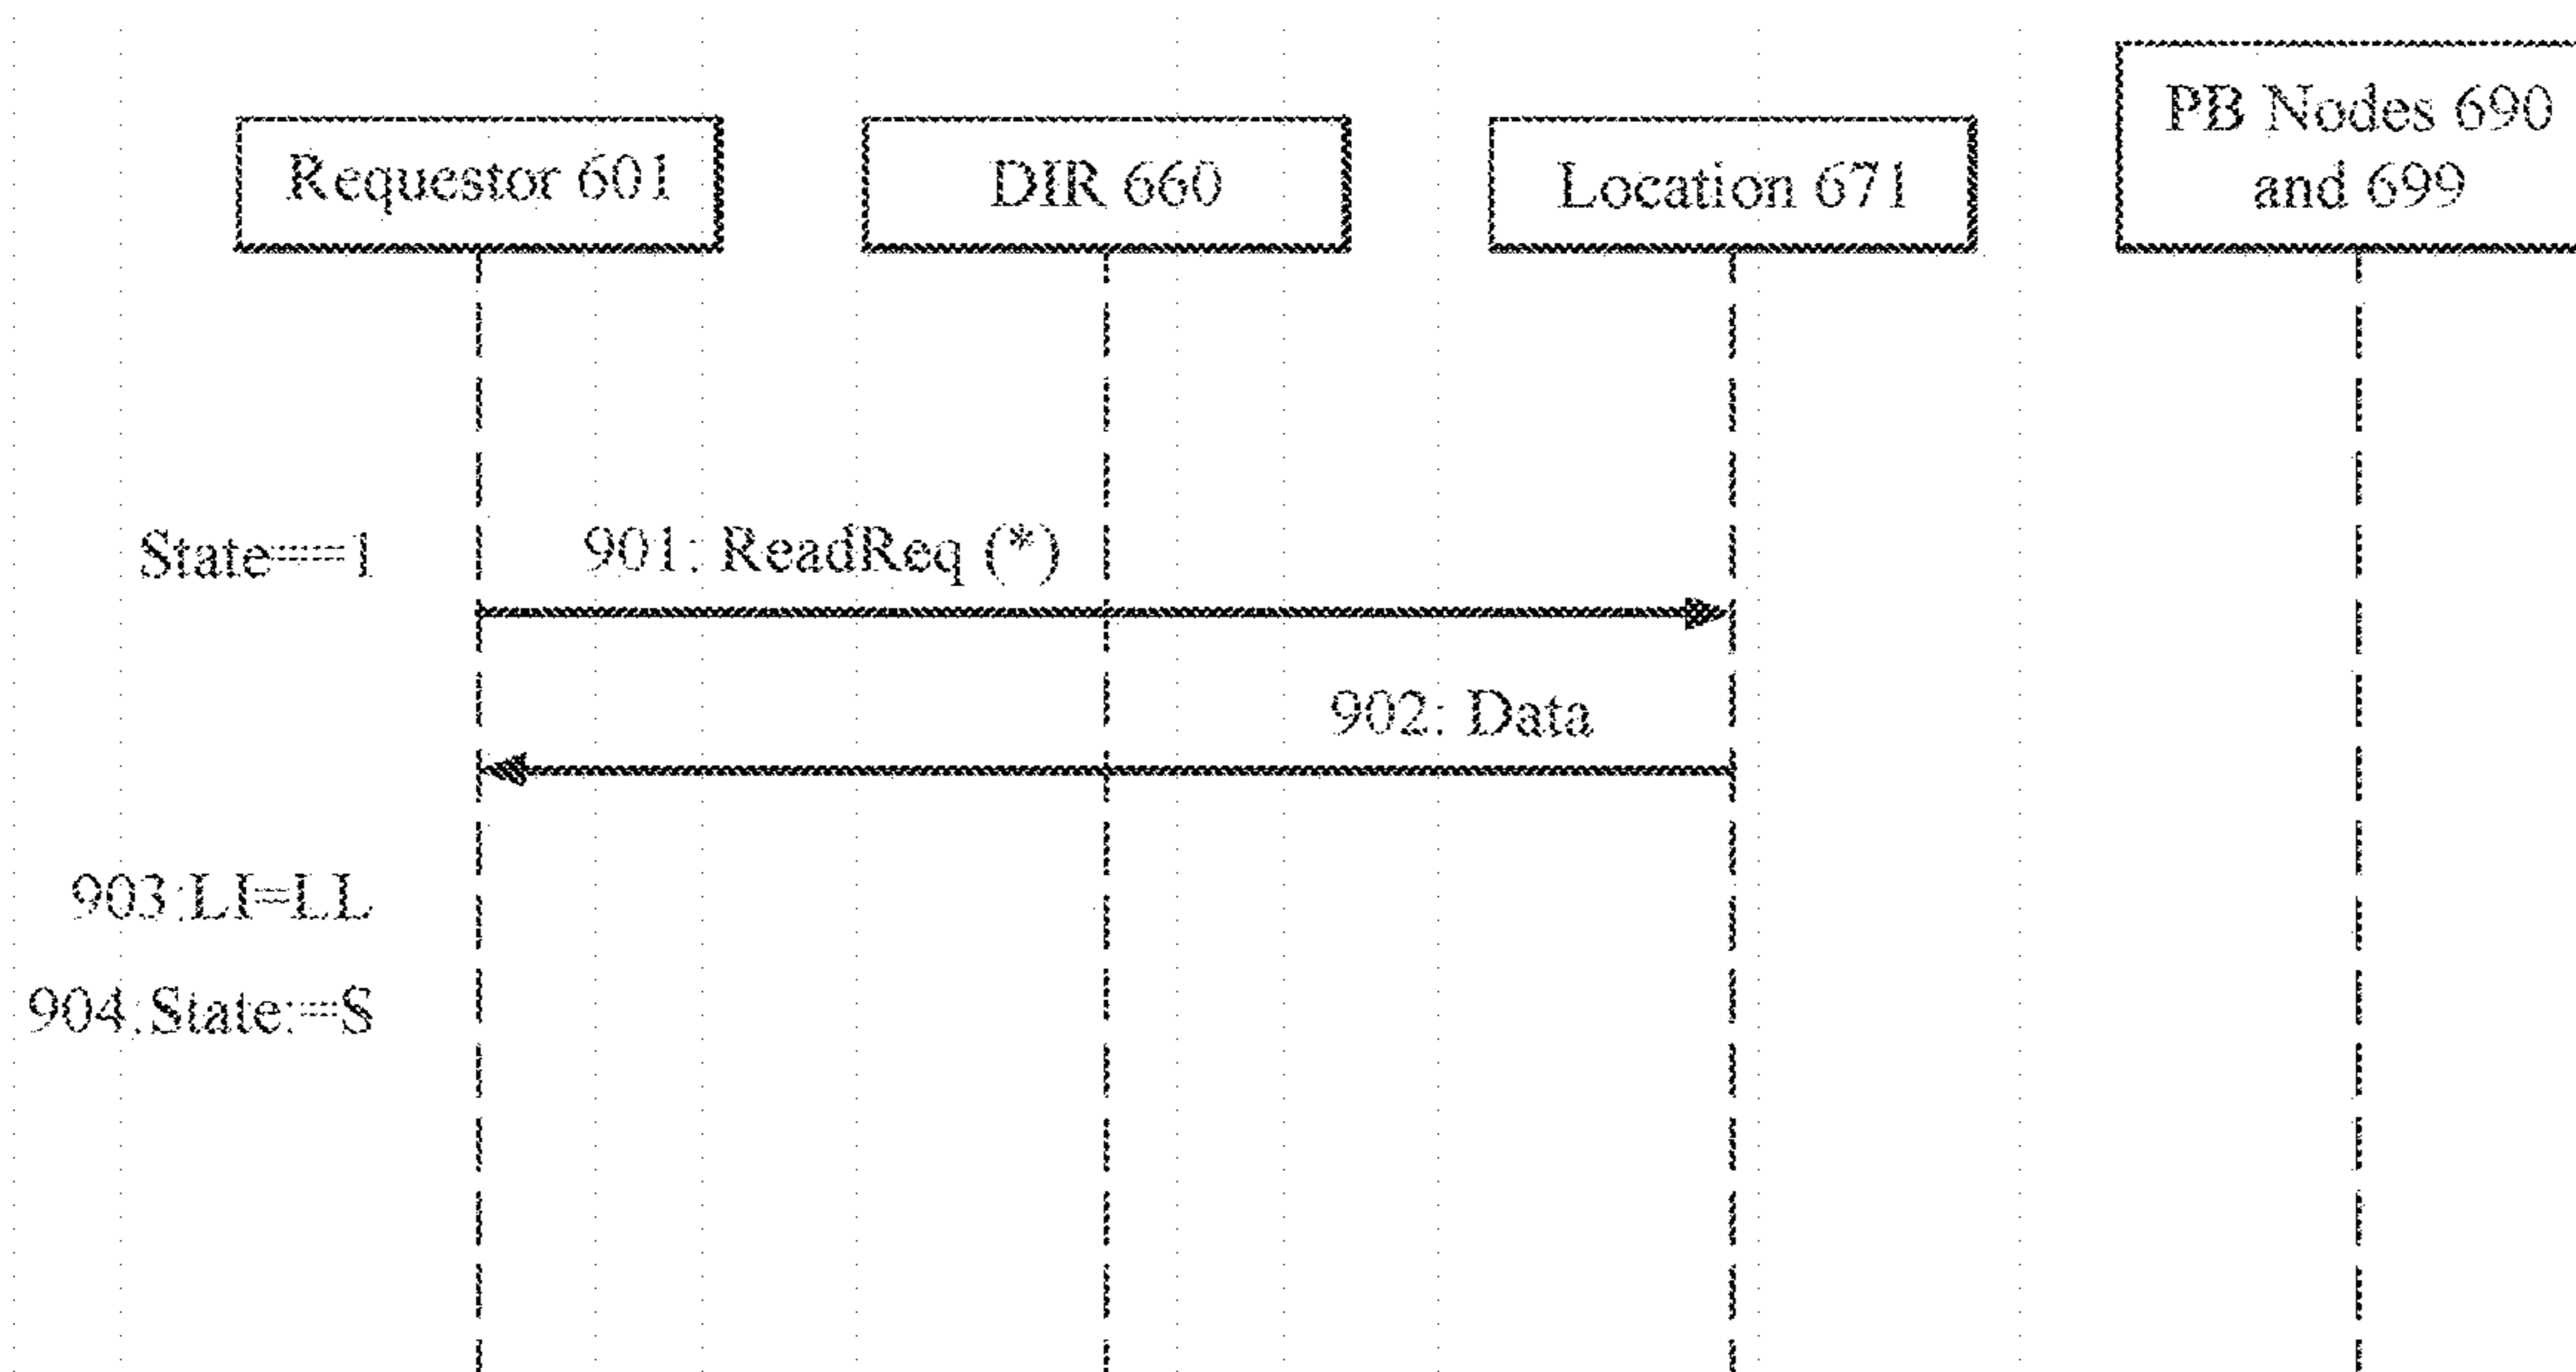 Requestor 601
DIR 660
Location 671
PB Nodes 690
and 699
State==1
901: ReadReq (*)
902: Data
903:LI=LL
904:State:=S